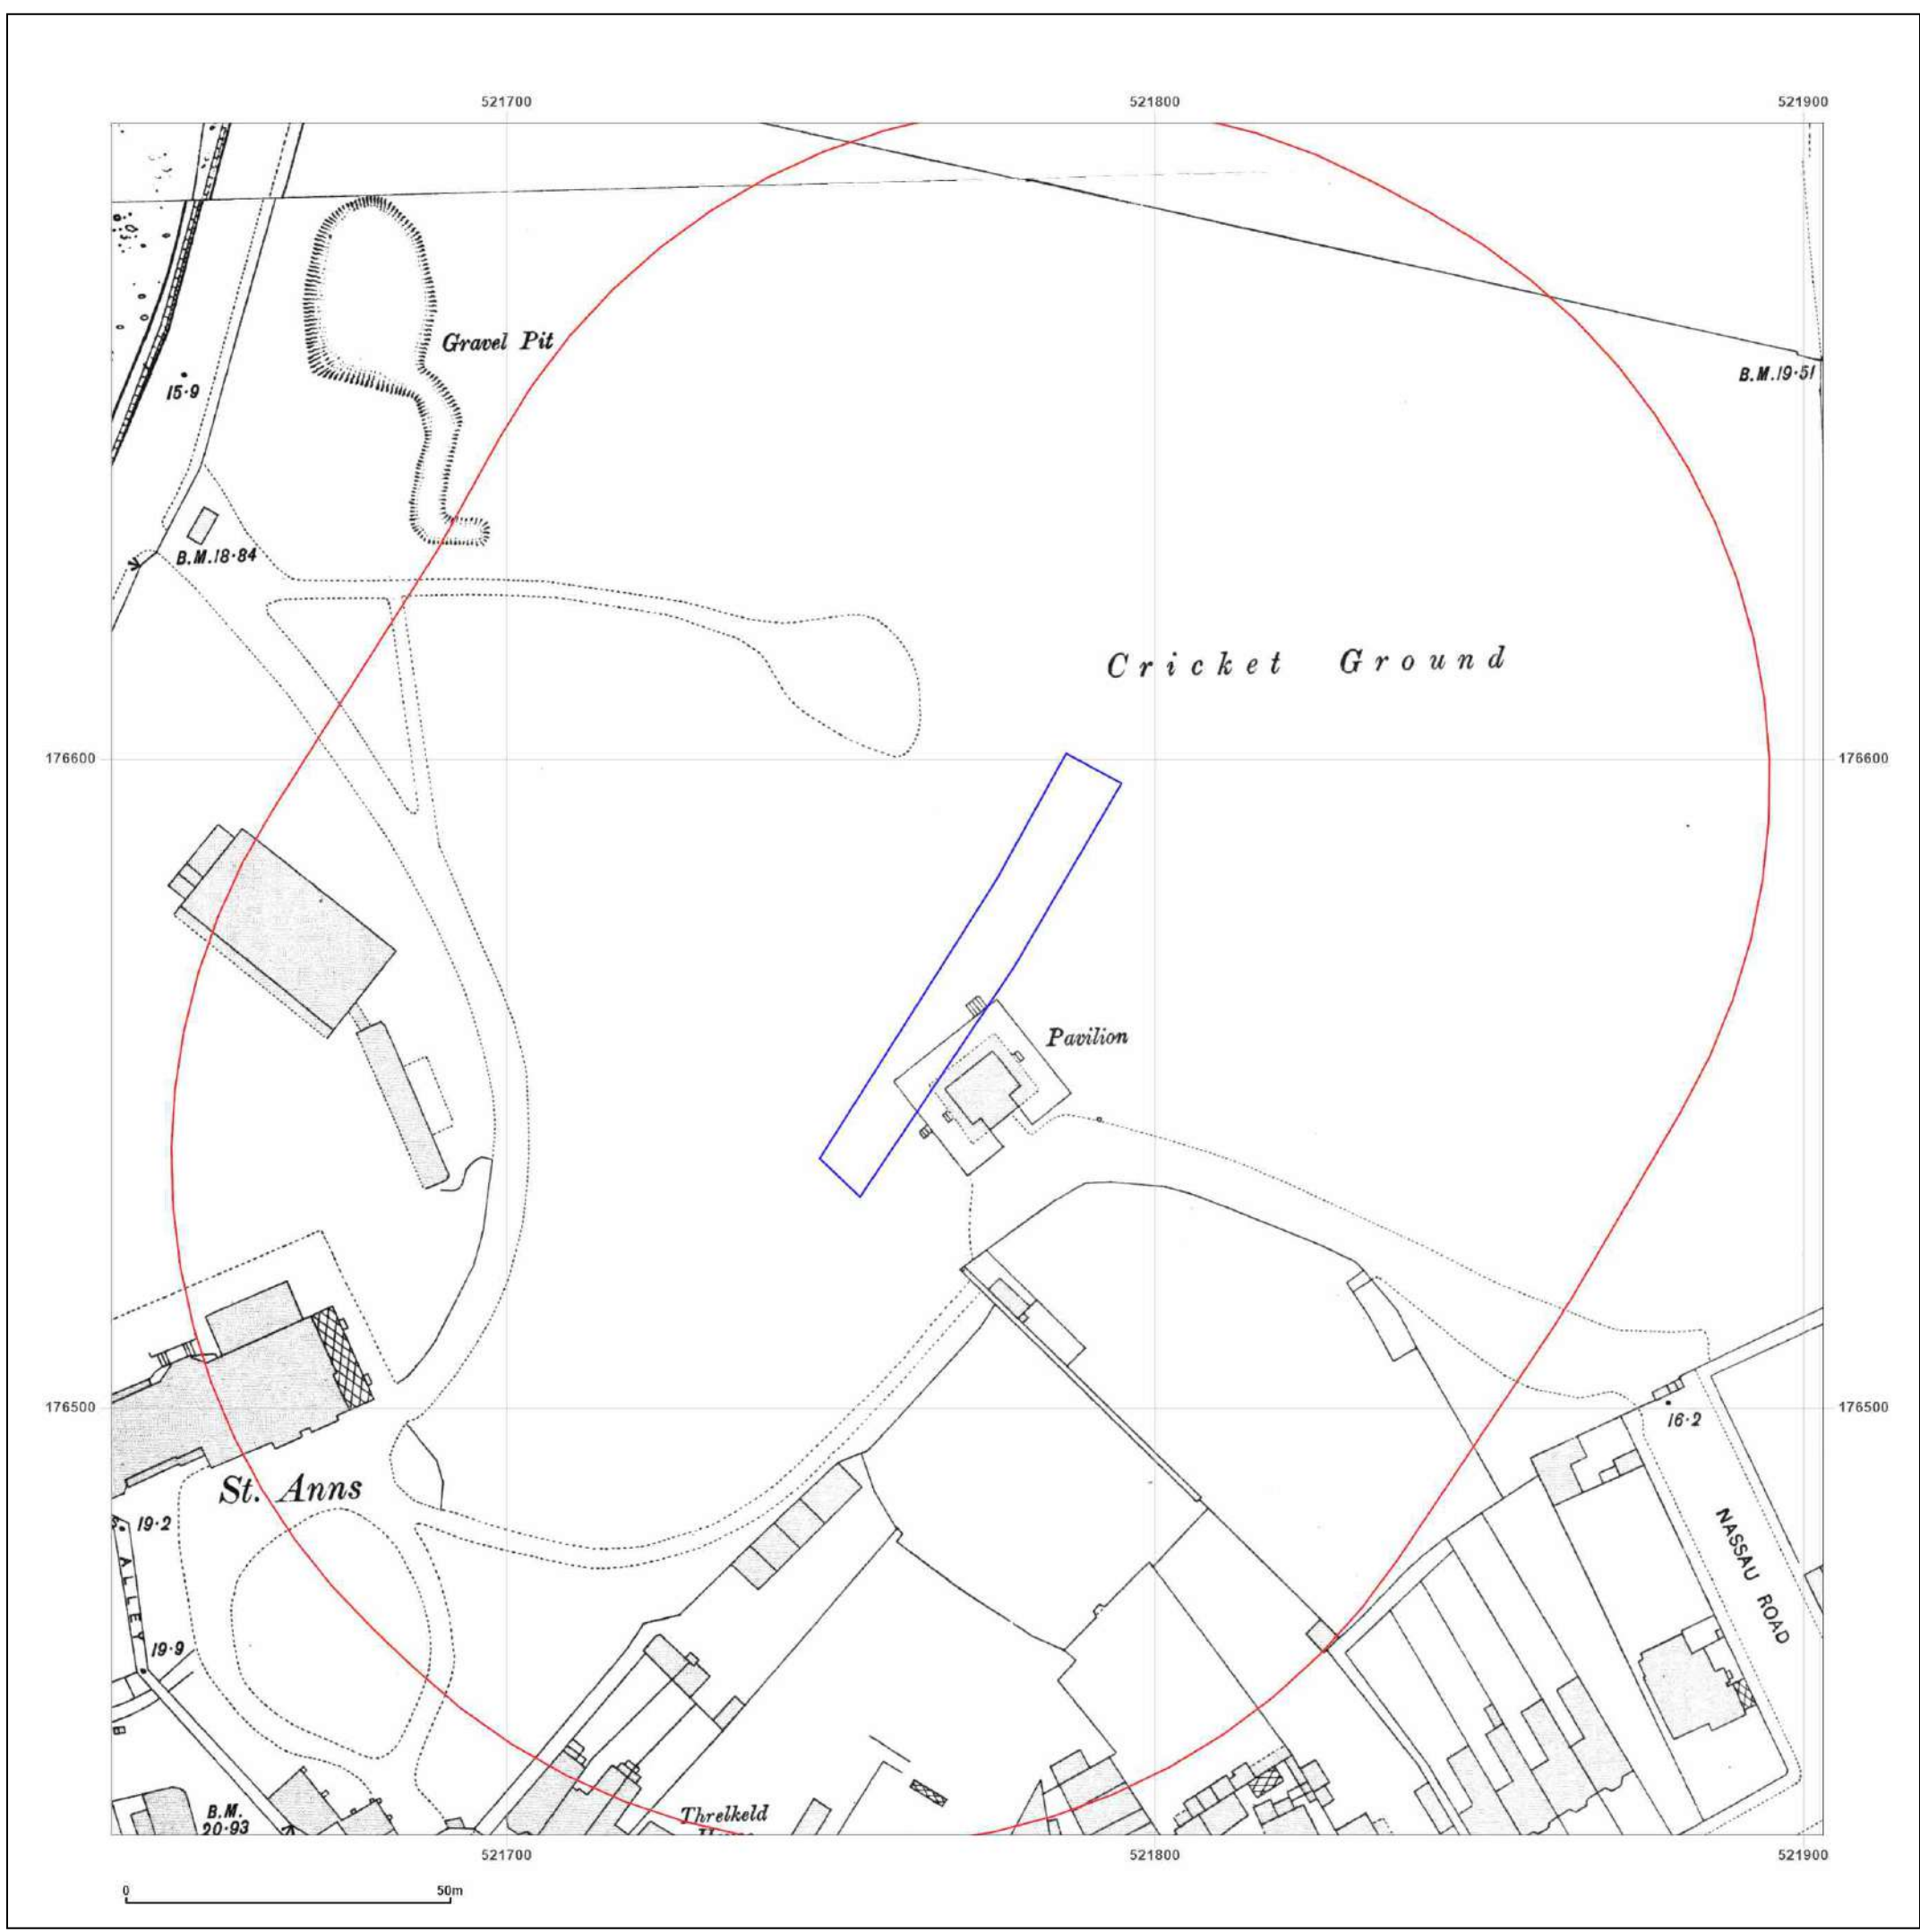 521700
521800
521900
Gravel Pit
B.M.19·51
15·9
B.M.18·84
Cricket Ground
176600
176600
Pavilion
176500
176500
16·2
St. Anns
19·2
ALLEY
NASSAU ROAD
19·9
B.M.
20·93
Threlkeld
521700
521800
521900
0
50m